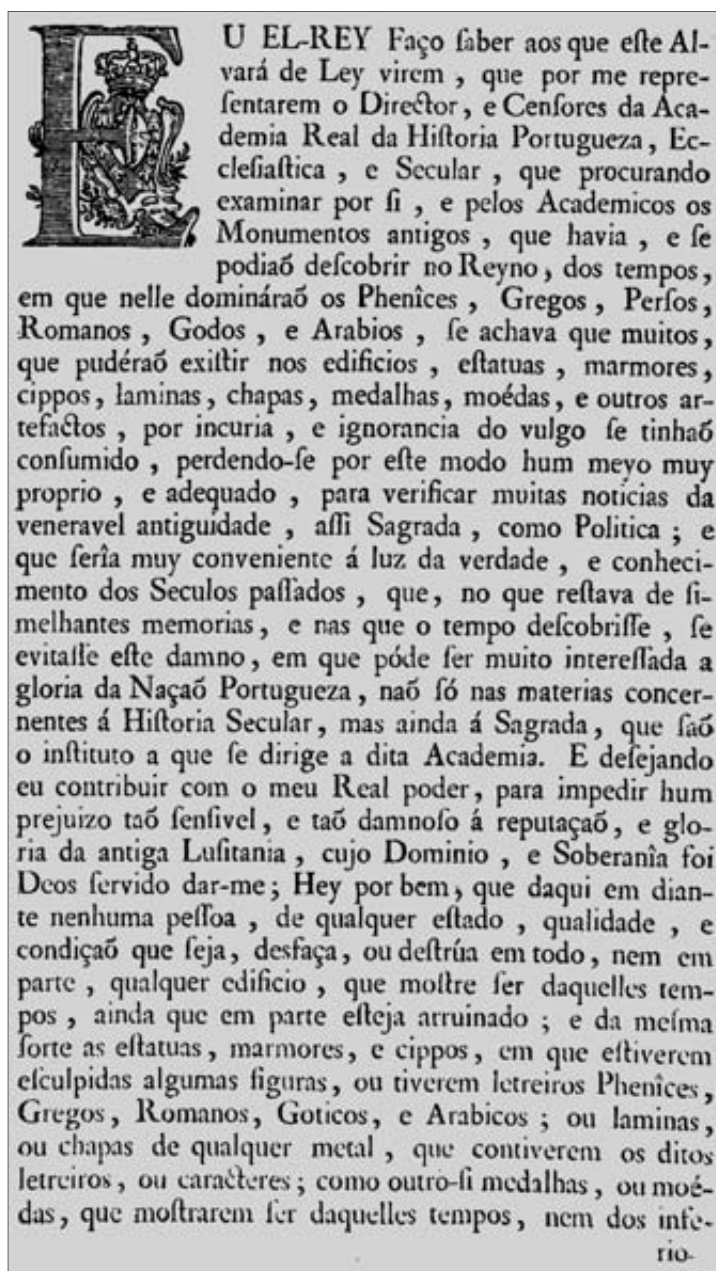 EU EL-REY Faço ſaber aos que eſte Al-
vará de Ley virem , que por me repre-
ſentarem o Director, e Cenſores da Aca-
demia Real da Hiſtoria Portugueza, Ec-
cleſiaſtica , e Secular , que procurando
examinar por ſi , e pelos Academicos os
Monumentos antigos , que havia , e ſe
podiaõ deſcobrir no Reyno, dos tempos,
em que nelle domináraõ os Phenîces , Gregos , Perſos,
Romanos , Godos , e Arabios , ſe achava que muitos,
que pudéraõ exiſtir nos edificios , eſtatuas , marmores,
cippos, laminas, chapas, medalhas, moédas, e outros ar-
tefactos , por incuria , e ignorancia do vulgo ſe tinhaõ
conſumido , perdendo-ſe por eſte modo hum meyo muy
proprio , e adequado , para verificar muitas notícias da
veneravel antiguidade , aſſi Sagrada , como Politica ; e
que ſerîa muy conveniente á luz da verdade , e conheci-
mento dos Seculos paſſados , que, no que reſtava de ſi-
melhantes memorias, e nas que o tempo deſcobriſſe , ſe
evitaſſe eſte damno, em que póde ſer muito intereſſada a
gloria da Naçaõ Portugueza, naõ ſó nas materias concer-
nentes á Hiſtoria Secular, mas ainda á Sagrada, que ſaõ
o inſtituto a que ſe dirige a dita Academia. E deſejando
eu contribuir com o meu Real poder, para impedir hum
prejuizo taõ ſenſivel, e taõ damnoſo á reputaçaõ, e glo-
ria da antiga Luſitania , cujo Dominio , e Soberanîa foi
Deos ſervido dar-me; Hey por bem, que daqui em dian-
te nenhuma peſſoa , de qualquer eſtado , qualidade , e
condiçaõ que ſeja, desfaça, ou deſtrúa em todo, nem em
parte , qualquer edificio , que moſtre ſer daquelles tem-
pos , ainda que em parte eſteja arruinado ; e da meſma
ſorte as eſtatuas, marmores, e cippos, em que eſtiverem
eſculpidas algumas figuras, ou tiverem letreiros Phenîces,
Gregos, Romanos, Goticos, e Arabicos ; ou laminas,
ou chapas de qualquer metal , que contiverem os ditos
letreiros, ou caracteres; como outro-ſi medalhas, ou moé-
das, que moſtrarem ſer daquelles tempos, nem dos infe-
rio-